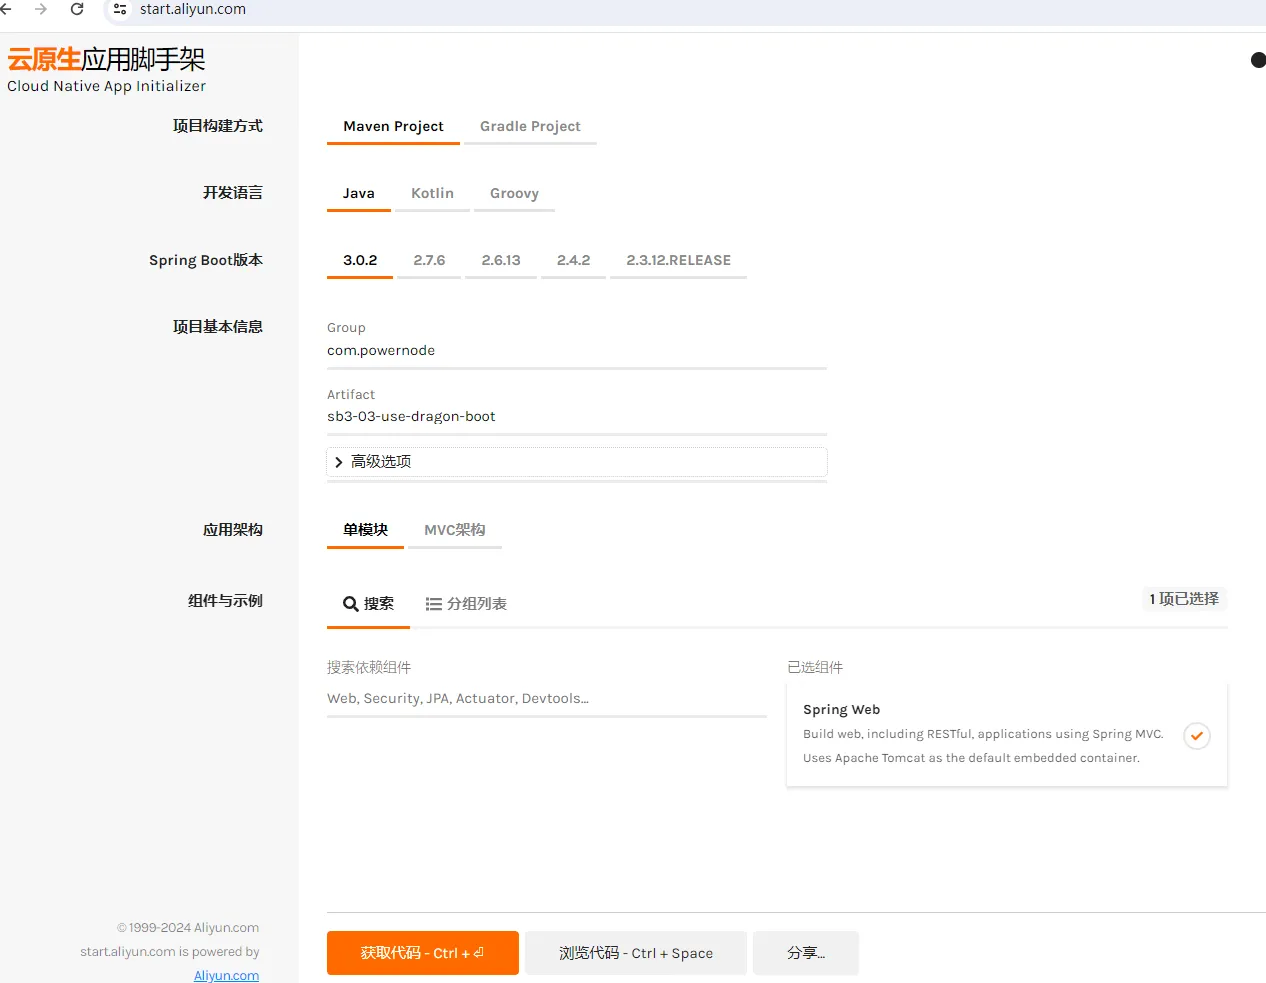 start.aliyun.com
云原生应用脚手架
Cloud Native App Initializer
项目构建方式
Maven Project
Gradle Project
开发语言
Java
Kotlin
Groovy
Spring Boot版本
3.0.2
2.7.6
2.6.13
2.4.2
2.3.12.RELEASE
项目基本信息
Group
com.powernode
Artifact
sb3-03-use-dragon-boot
高级选项
应用架构
单模块
MVC架构
组件与示例
搜索
分组列表
1 项已选择
搜索依赖组件
Web, Security, JPA, Actuator, Devtools...
已选组件
Spring Web
Build web, including RESTful, applications using Spring MVC.
Uses Apache Tomcat as the default embedded container.
© 1999-2024 Aliyun.com
start.aliyun.com is powered by
Aliyun.com
获取代码 - Ctrl + ⏎
浏览代码 - Ctrl + Space
分享...